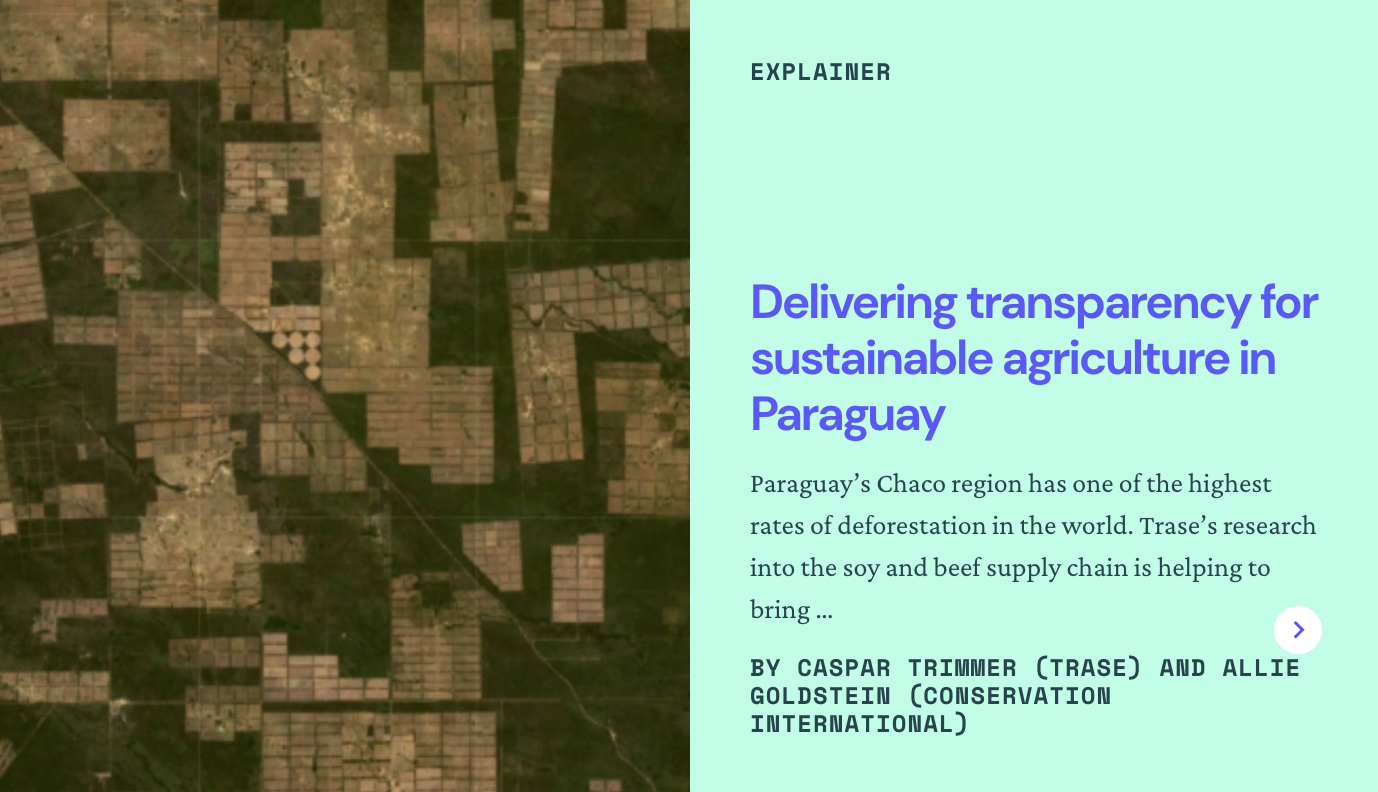 EXPLAINER
Delivering transparency for
sustainable agriculture in
Paraguay
Paraguay’s Chaco region has one of the highest
rates of deforestation in the world. Trase’s research
into the soy and beef supply chain is helping to
bring ...
BY CASPAR TRIMMER (TRASE) AND ALLIE
GOLDSTEIN (CONSERVATION
INTERNATIONAL)